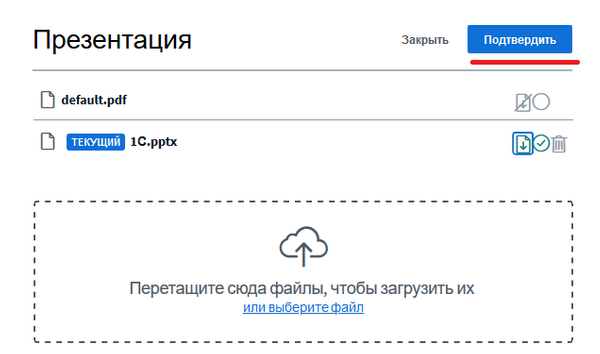 Презентация
Закрыть
Подтвердить
default.pdf
ТЕКУЩИЙ 1C.pptx
Перетащите сюда файлы, чтобы загрузить их
или выберите файл